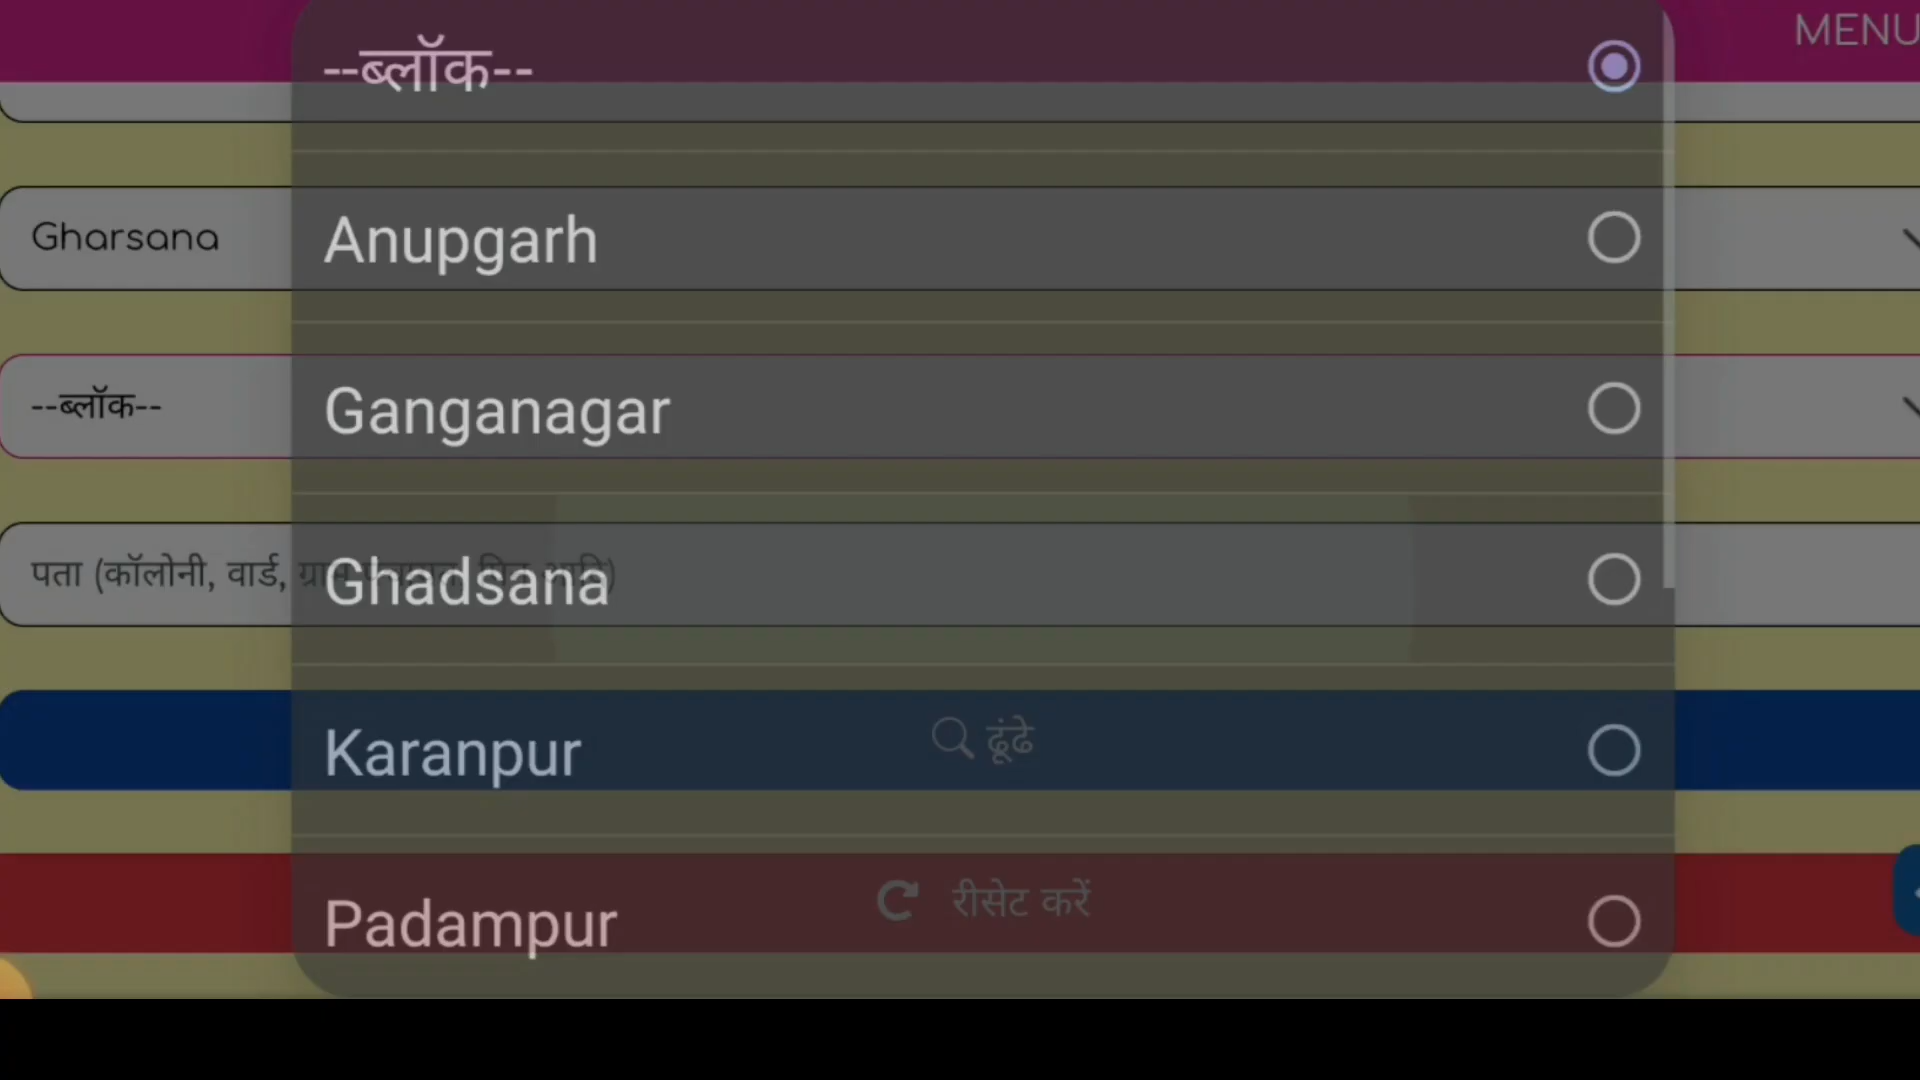 MENU
--ब्लॉक--
Gharsana
Anupgarh
--ब्लॉक--
Ganganagar
पता (कॉलोनी, वार्ड,
Ghadsana
ढूंढे
Karanpur
रीसेट करें
Padampur